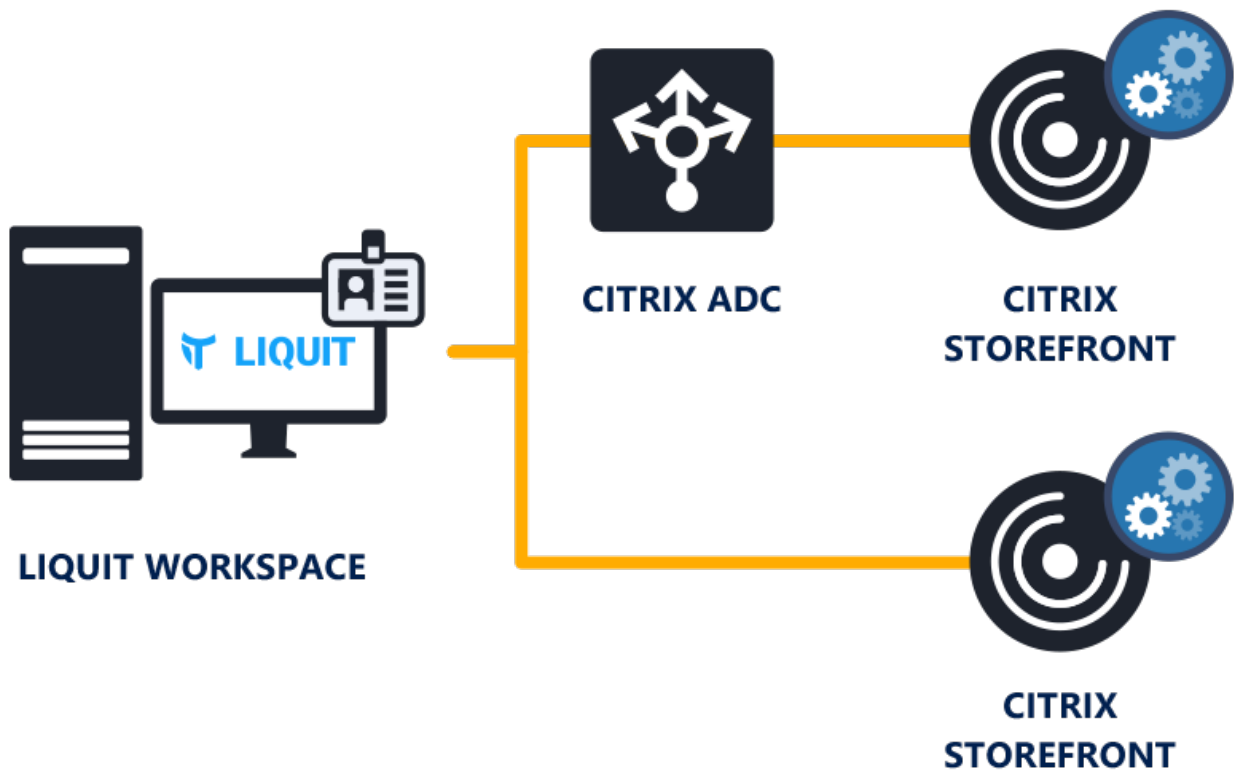 LIQUIT
LIQUIT WORKSPACE
CITRIX ADC
CITRIX
STOREFRONT
CITRIX
STOREFRONT